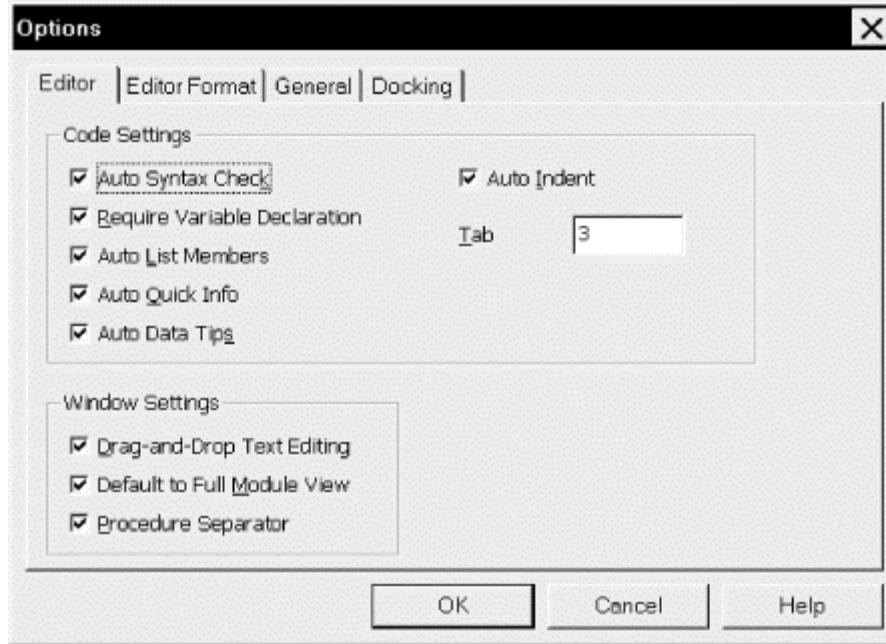 Options
Editor Editor Format General Docking
Code Settings
Auto Syntax Check
Auto Indent
Require Variable Declaration
Tab 3
Auto List Members
Auto Quick Info
Auto Data Tips
Window Settings
Drag-and-Drop Text Editing
Default to Full Module View
Procedure Separator
OK Cancel Help